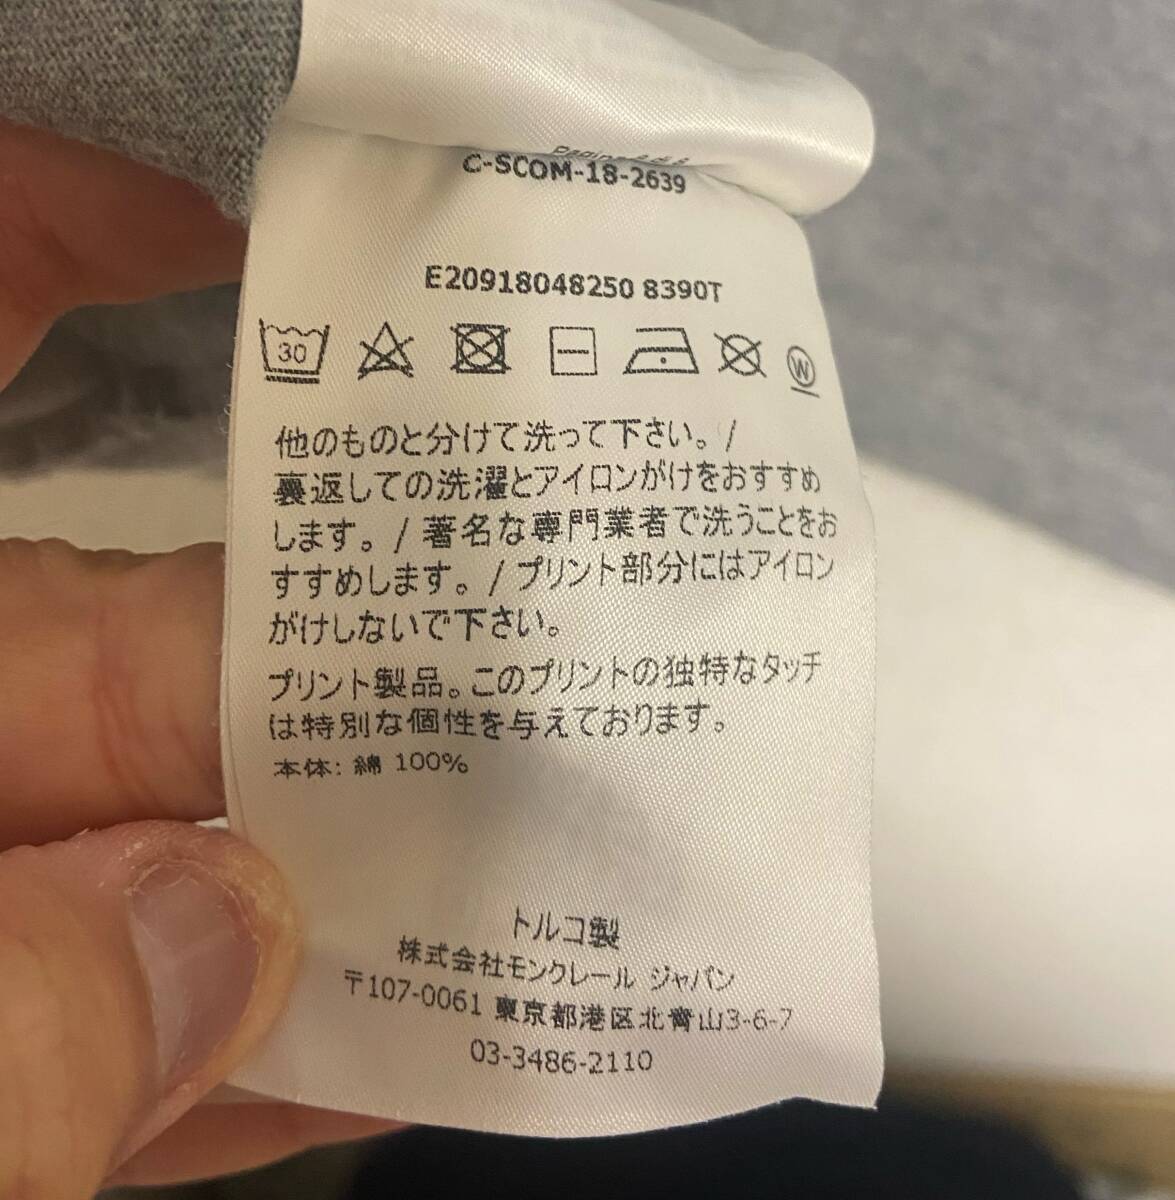 C-SCOM-18-2639
E20918048250 8390T
30
W
他のものと分けて洗って下さい。/
裏返しての洗濯とアイロンがけをおすすめ
します。/ 著名な専門業者で洗うことをお
すすめします。/ プリント部分にはアイロン
がけしないで下さい。
プリント製品。このプリントの独特なタッチ
は特別な個性を与えております。
本体: 綿 100%
トルコ製
株式会社モンクレール ジャパン
〒107-0061 東京都港区北青山3-6-7
03-3486-2110